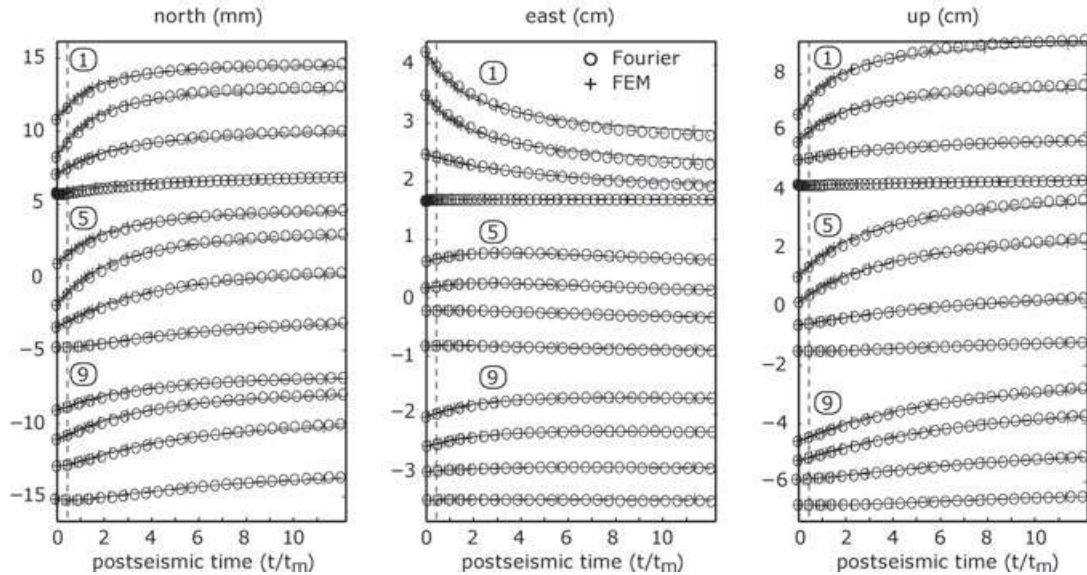 north (mm)
east (cm)
up (cm)
15
10
5
0
−5
−10
−15
1
5
9
0 2 4 6 8 10
postseismic time (t/tm)
4
3
2
1
0
−1
−2
−3
1
5
9
Fourier
FEM
0 2 4 6 8 10
postseismic time (t/tm)
8
6
4
2
0
−2
−4
−6
1
5
9
0 2 4 6 8 10
postseismic time (t/tm)